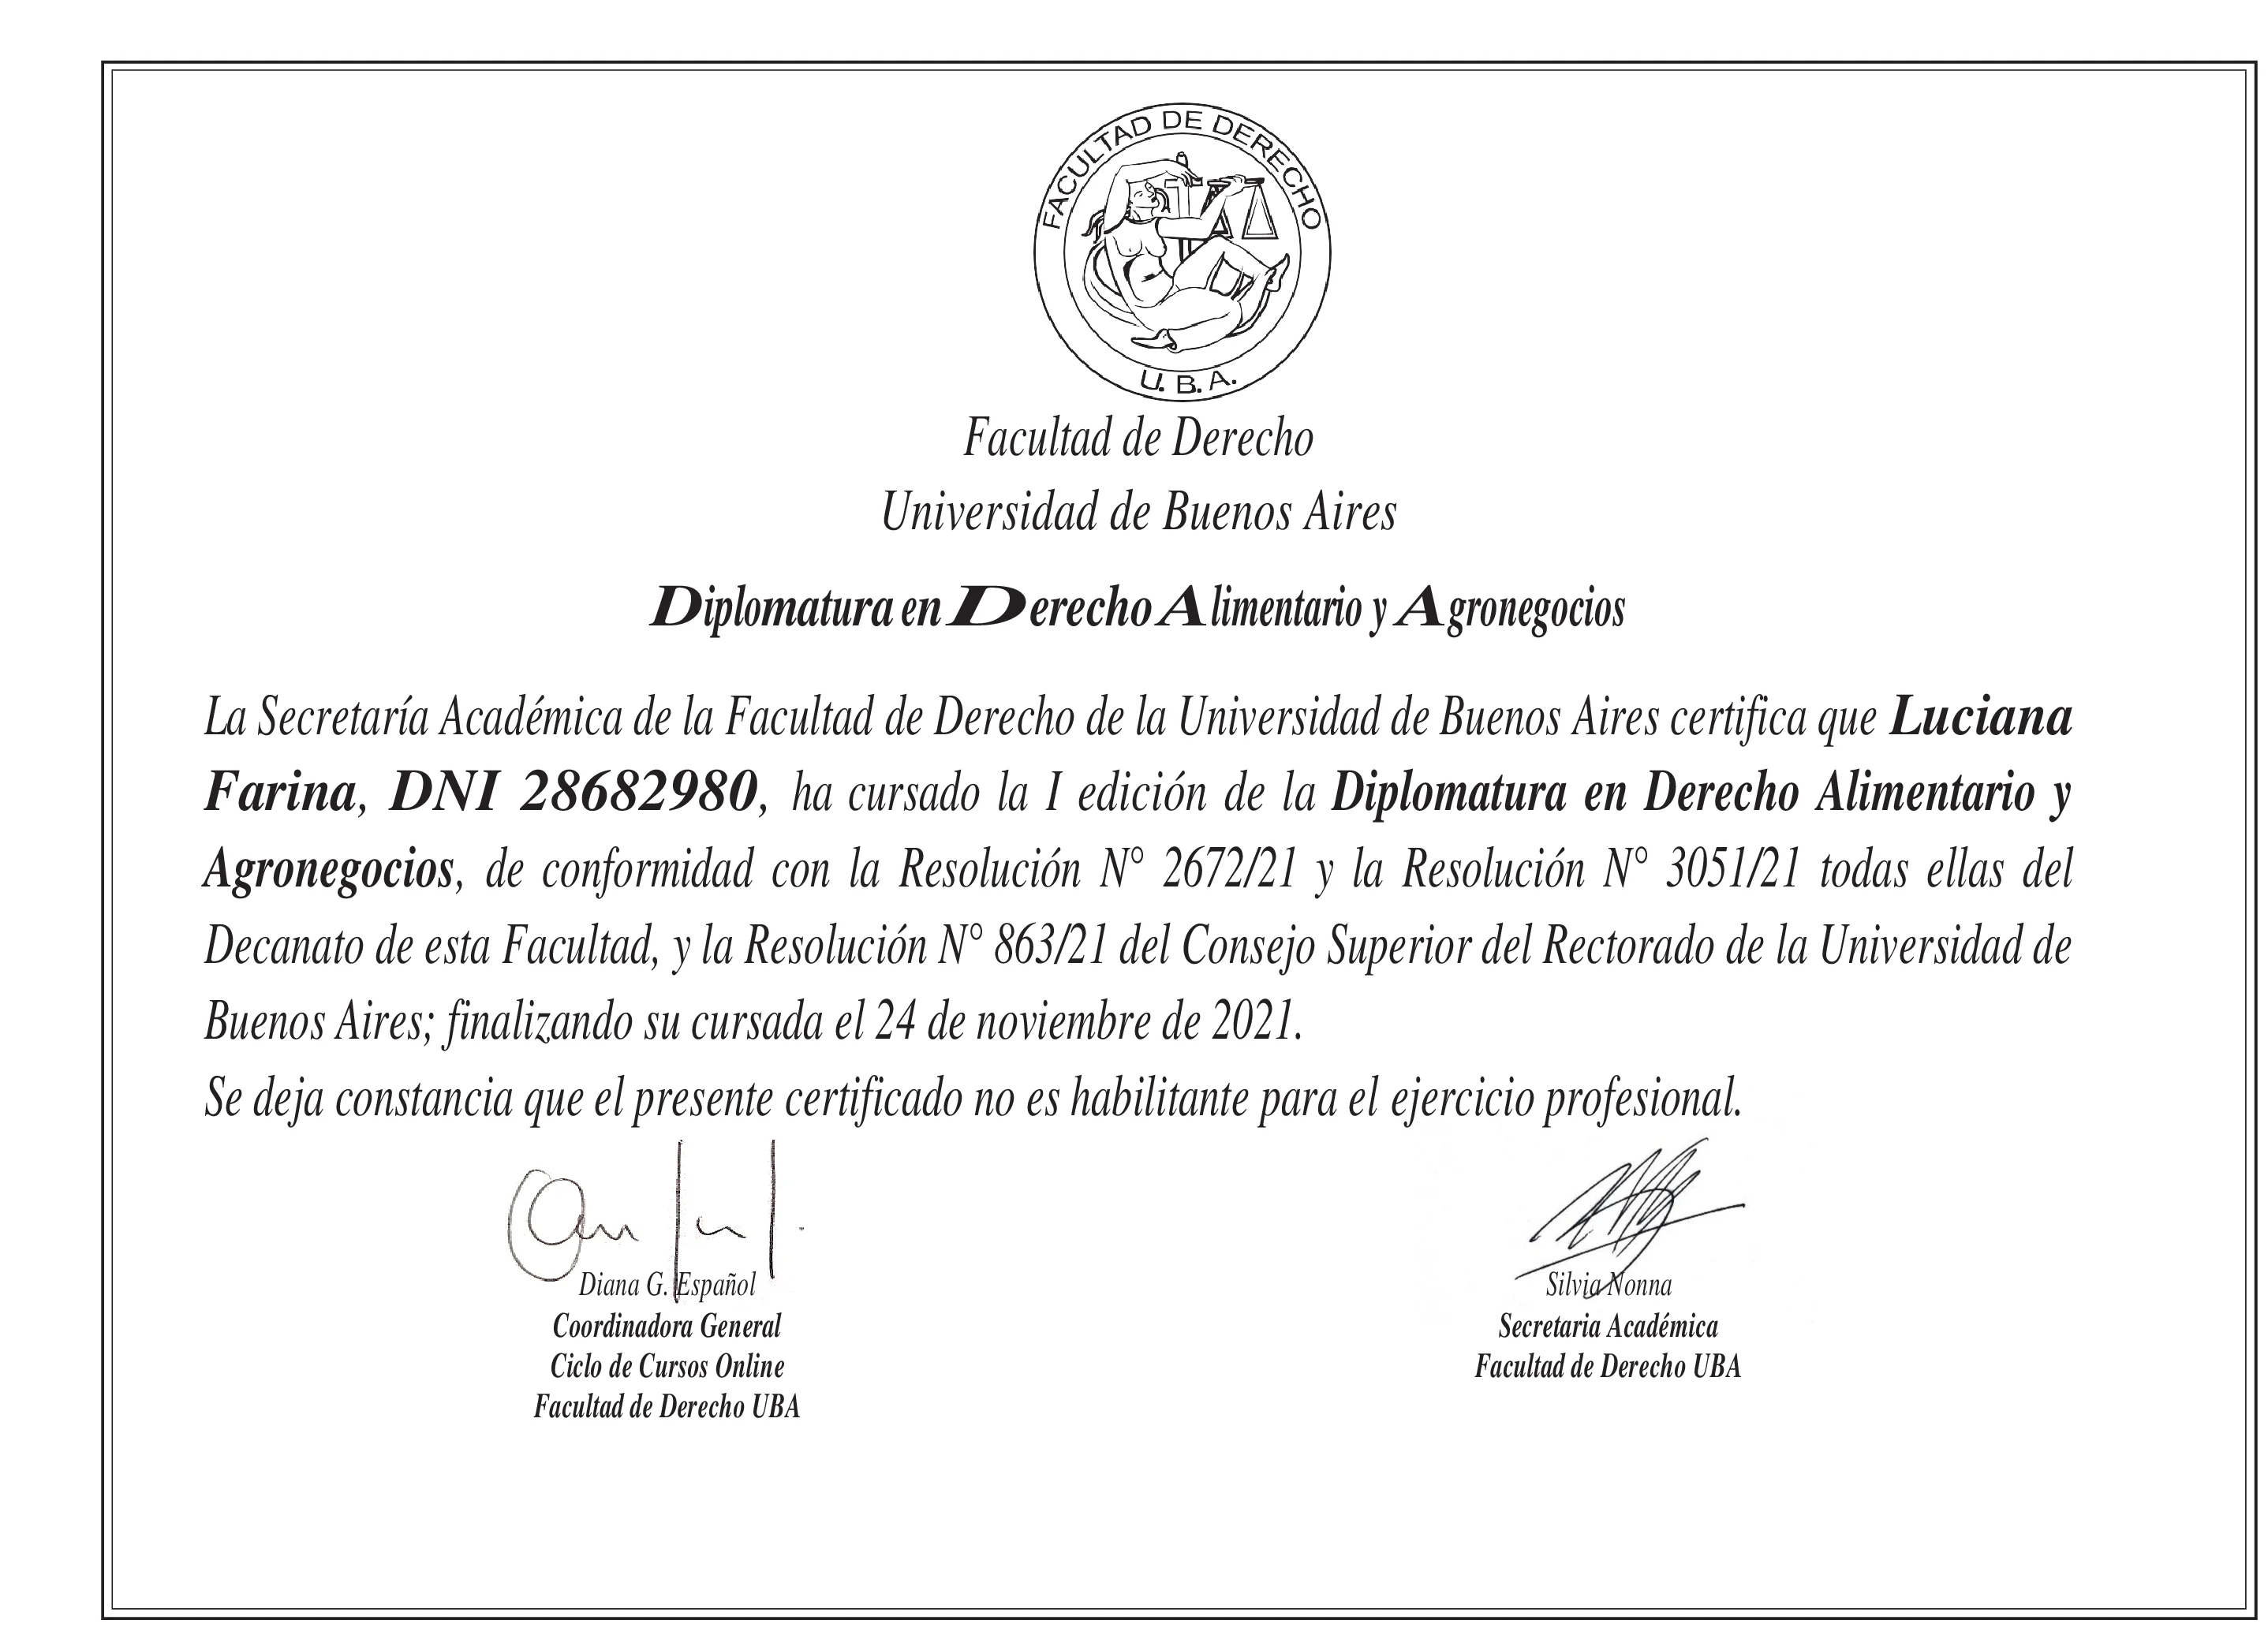 FACULTAD DE DERECHO
U. B. A.
Facultad de Derecho
Universidad de Buenos Aires
Diplomatura en Derecho Alimentario y Agronegocios
La Secretaría Académica de la Facultad de Derecho de la Universidad de Buenos Aires certifica que Luciana
Farina, DNI 28682980, ha cursado la I edición de la Diplomatura en Derecho Alimentario y
Agronegocios, de conformidad con la Resolución N° 2672/21 y la Resolución N° 3051/21 todas ellas del
Decanato de esta Facultad, y la Resolución N° 863/21 del Consejo Superior del Rectorado de la Universidad de
Buenos Aires; finalizando su cursada el 24 de noviembre de 2021.
Se deja constancia que el presente certificado no es habilitante para el ejercicio profesional.
Diana G. Español
Coordinadora General
Ciclo de Cursos Online
Facultad de Derecho UBA
Silvia Nonna
Secretaria Académica
Facultad de Derecho UBA